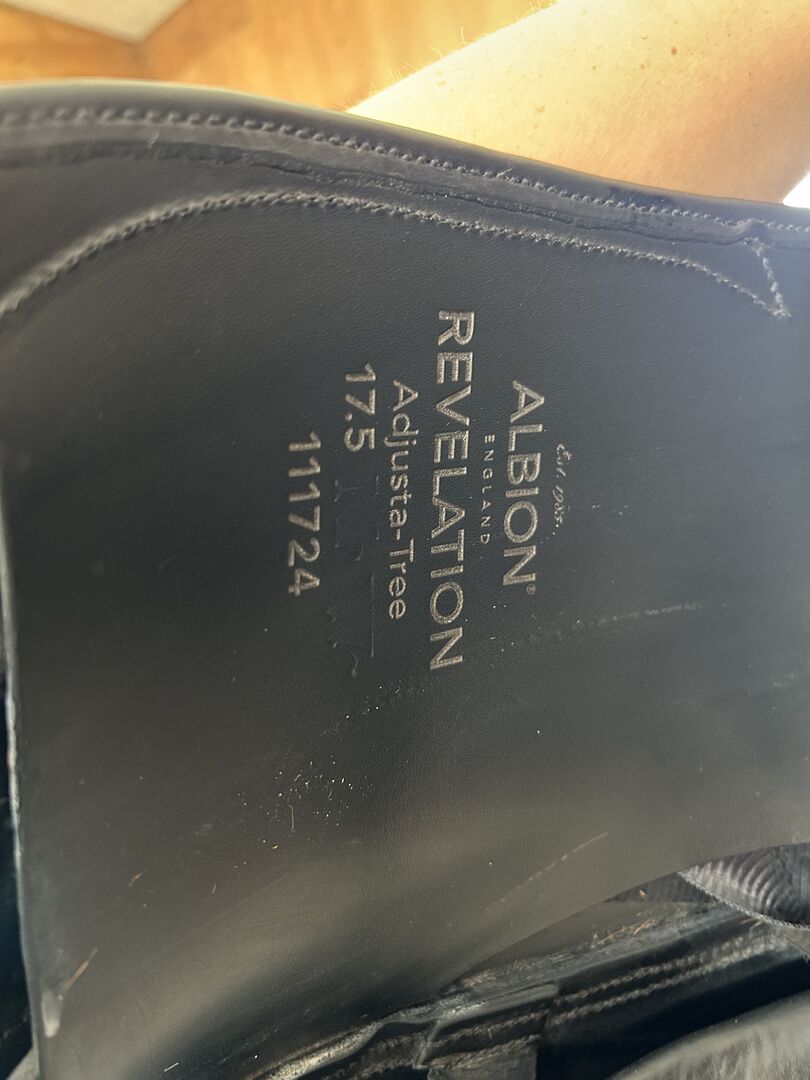 Est. 1985.
ALBION®
ENGLAND
REVELATION
Adjusta-Tree
17.5
111724